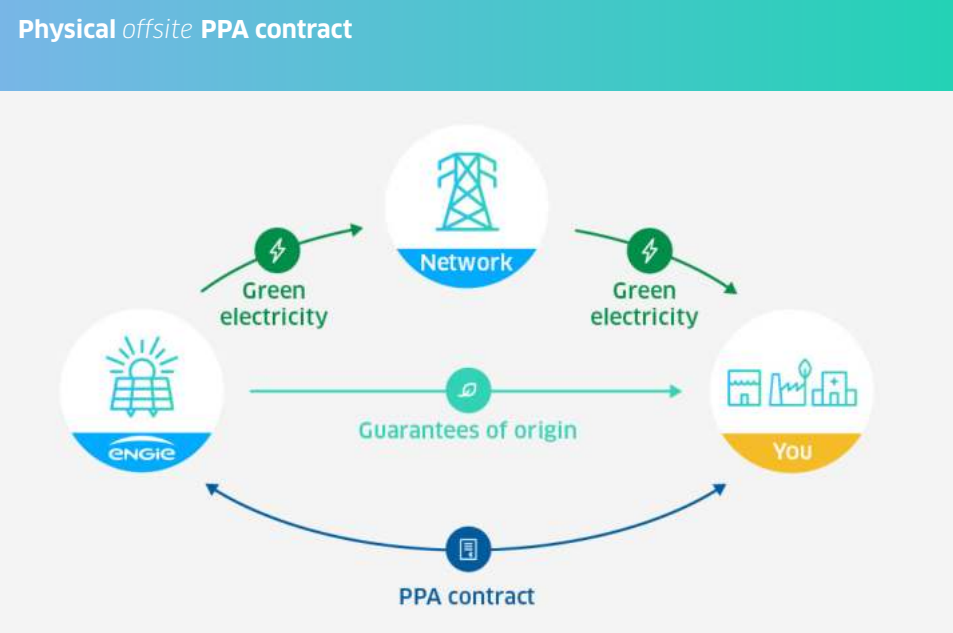 Physical offsite PPA contract
Network
Green
electricity
Green
electricity
ENGIE
Guarantees of origin
You
PPA contract